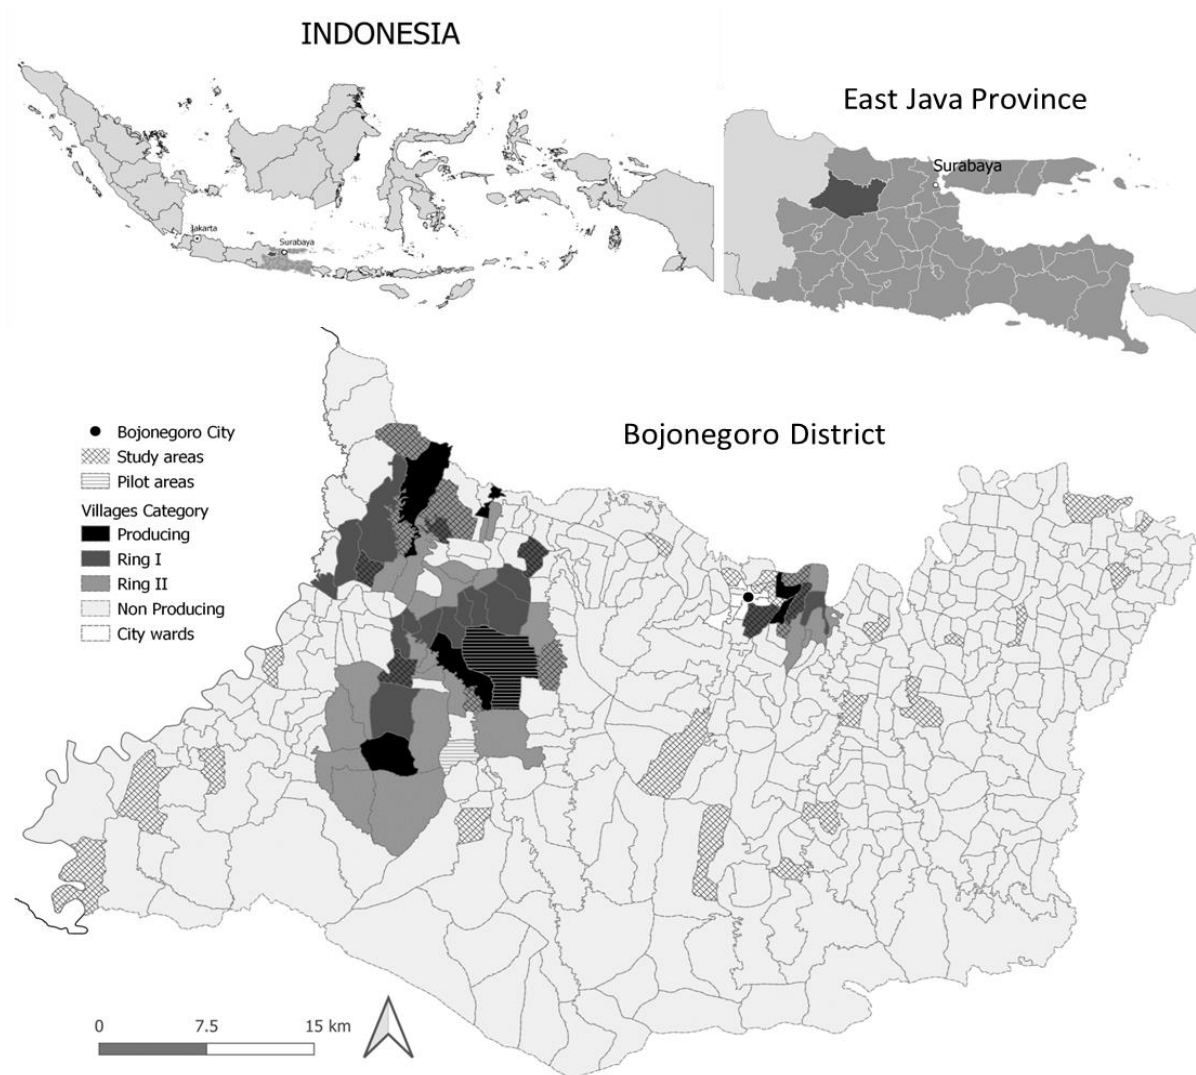 INDONESIA
Jakarta
Surabaya
East Java Province
Surabaya
Bojonegoro District
Bojonegoro City
Study areas
Pilot areas
Villages Category
Producing
Ring I
Ring II
Non Producing
City wards
0 7.5 15 km